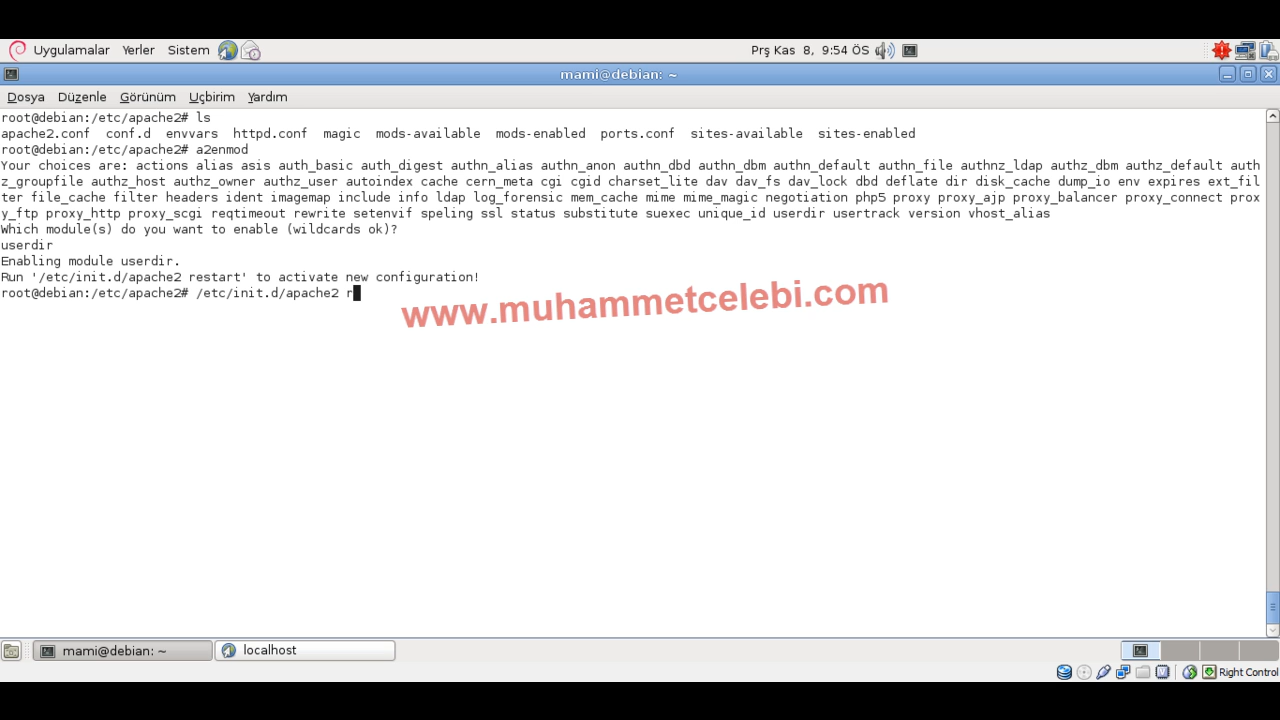 Uygulamalar Yerler Sistem Prş Kas 8, 9:54 ÖS
mami@debian: ~
Dosya Düzenle Görünüm Uçbirim Yardım
root@debian:/etc/apache2# ls
apache2.conf conf.d envvars httpd.conf magic mods-available mods-enabled ports.conf sites-available sites-enabled
root@debian:/etc/apache2# a2enmod
Your choices are: actions alias asis auth_basic auth_digest authn_alias authn_anon authn_dbd authn_dbm authn_default authn_file authnz_ldap authz_dbm authz_default auth
z_groupfile authz_host authz_owner authz_user autoindex cache cern_meta cgi cgid charset_lite dav dav_fs dav_lock dbd deflate dir disk_cache dump_io env expires ext_fil
ter file_cache filter headers ident imagemap include info ldap log_forensic mem_cache mime mime_magic negotiation php5 proxy proxy_ajp proxy_balancer proxy_connect prox
y_ftp proxy_http proxy_scgi reqtimeout rewrite setenvif speling ssl status substitute suexec unique_id userdir usertrack version vhost_alias
Which module(s) do you want to enable (wildcards ok)?
userdir
Enabling module userdir.
Run '/etc/init.d/apache2 restart' to activate new configuration!
root@debian:/etc/apache2# /etc/init.d/apache2 r
www.muhammetcelebi.com
mami@debian: ~ localhost
Right Control